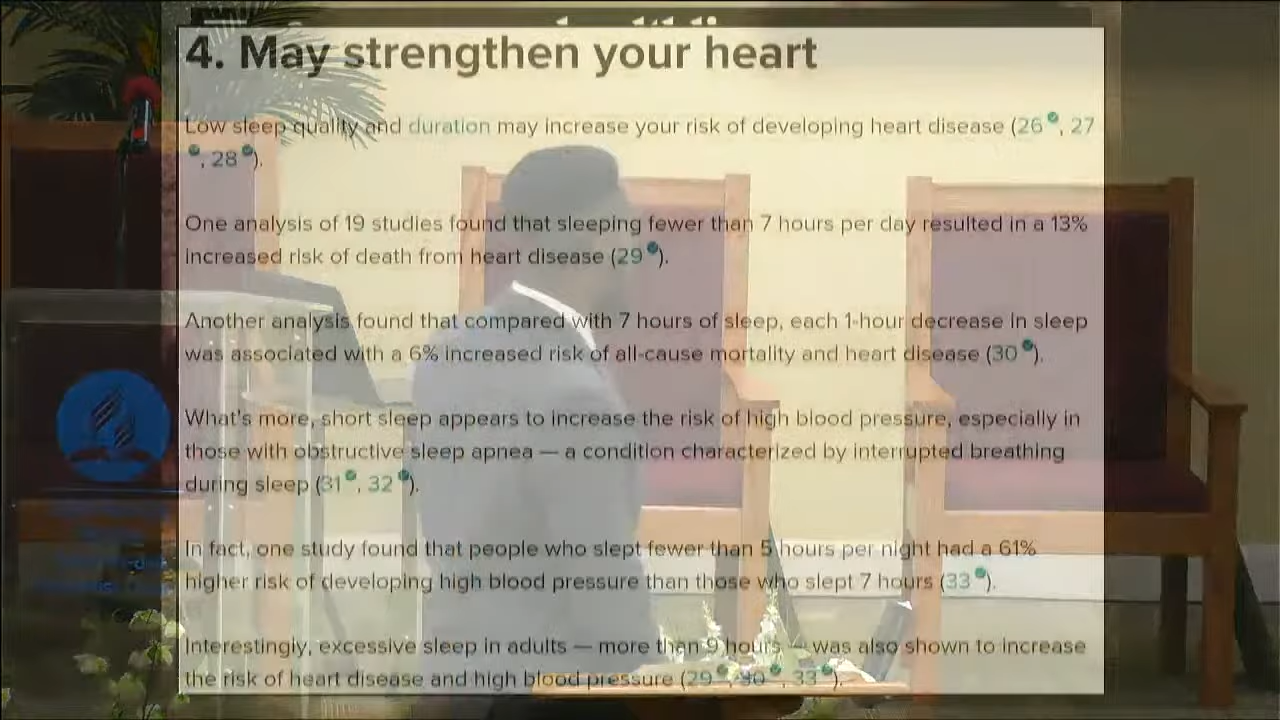 4. May strengthen your heart
Low sleep quality and duration may increase your risk of developing heart disease (26, 27
, 28).
One analysis of 19 studies found that sleeping fewer than 7 hours per day resulted in a 13%
increased risk of death from heart disease (29).
Another analysis found that compared with 7 hours of sleep, each 1-hour decrease in sleep
was associated with a 6% increased risk of all-cause mortality and heart disease (30).
What's more, short sleep appears to increase the risk of high blood pressure, especially in
those with obstructive sleep apnea — a condition characterized by interrupted breathing
during sleep (31, 32).
In fact, one study found that people who slept fewer than 5 hours per night had a 61%
higher risk of developing high blood pressure than those who slept 7 hours (33).
Interestingly, excessive sleep in adults — more than 9 hours — was also shown to increase
the risk of heart disease and high blood pressure (29, 30, 33).